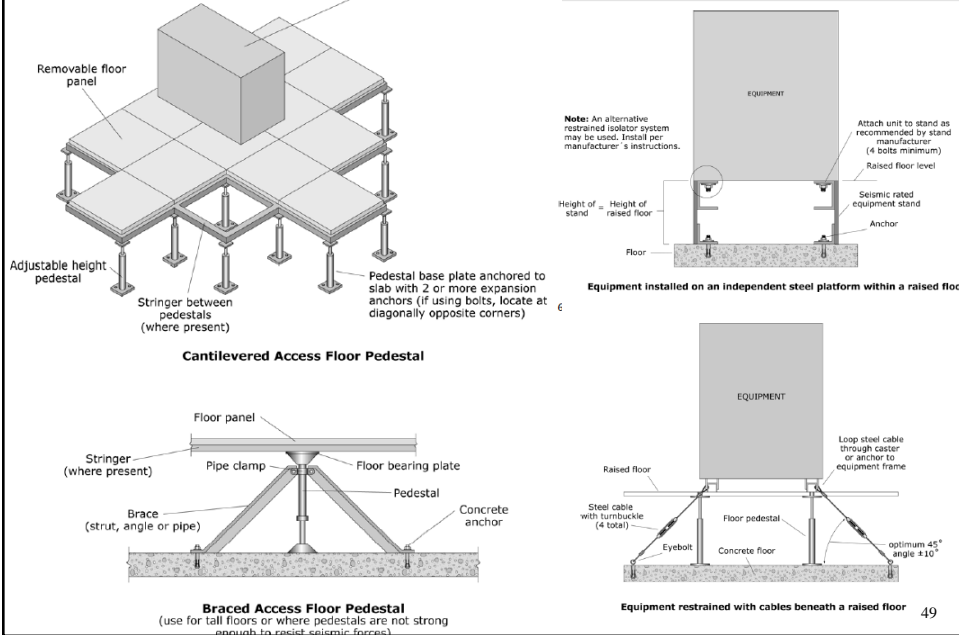 Removable floor
panel
Adjustable height
pedestal
Stringer between
pedestals
(where present)
Pedestal base plate anchored to
slab with 2 or more expansion
anchors (if using bolts, locate at
diagonally opposite corners)
Cantilevered Access Floor Pedestal
EQUIPMENT
Note: An alternative
restrained isolator system
may be used. Install per
manufacturer`s instructions.
Attach unit to stand as
recommended by stand
manufacturer
(4 bolts minimum)
Raised floor level
Height of
stand
=
Height of
raised floor
Seismic rated
equipment stand
Anchor
Floor
Equipment installed on an independent steel platform within a raised
Floor panel
Stringer
(where present)
Pipe clamp
Floor bearing plate
Pedestal
Brace
(strut, angle or pipe)
Concrete
anchor
Braced Access Floor Pedestal
(use for tall floors or where pedestals are not strong
enough to resist seismic forces)
EQUIPMENT
Loop steel cable
through caster
or anchor to
equipment frame
Raised floor
Steel cable
with turnbuckle
(4 total)
Floor pedestal
optimum 45°
angle ±10°
Eyebolt
Concrete floor
Equipment restrained with cables beneath a raised floor
49